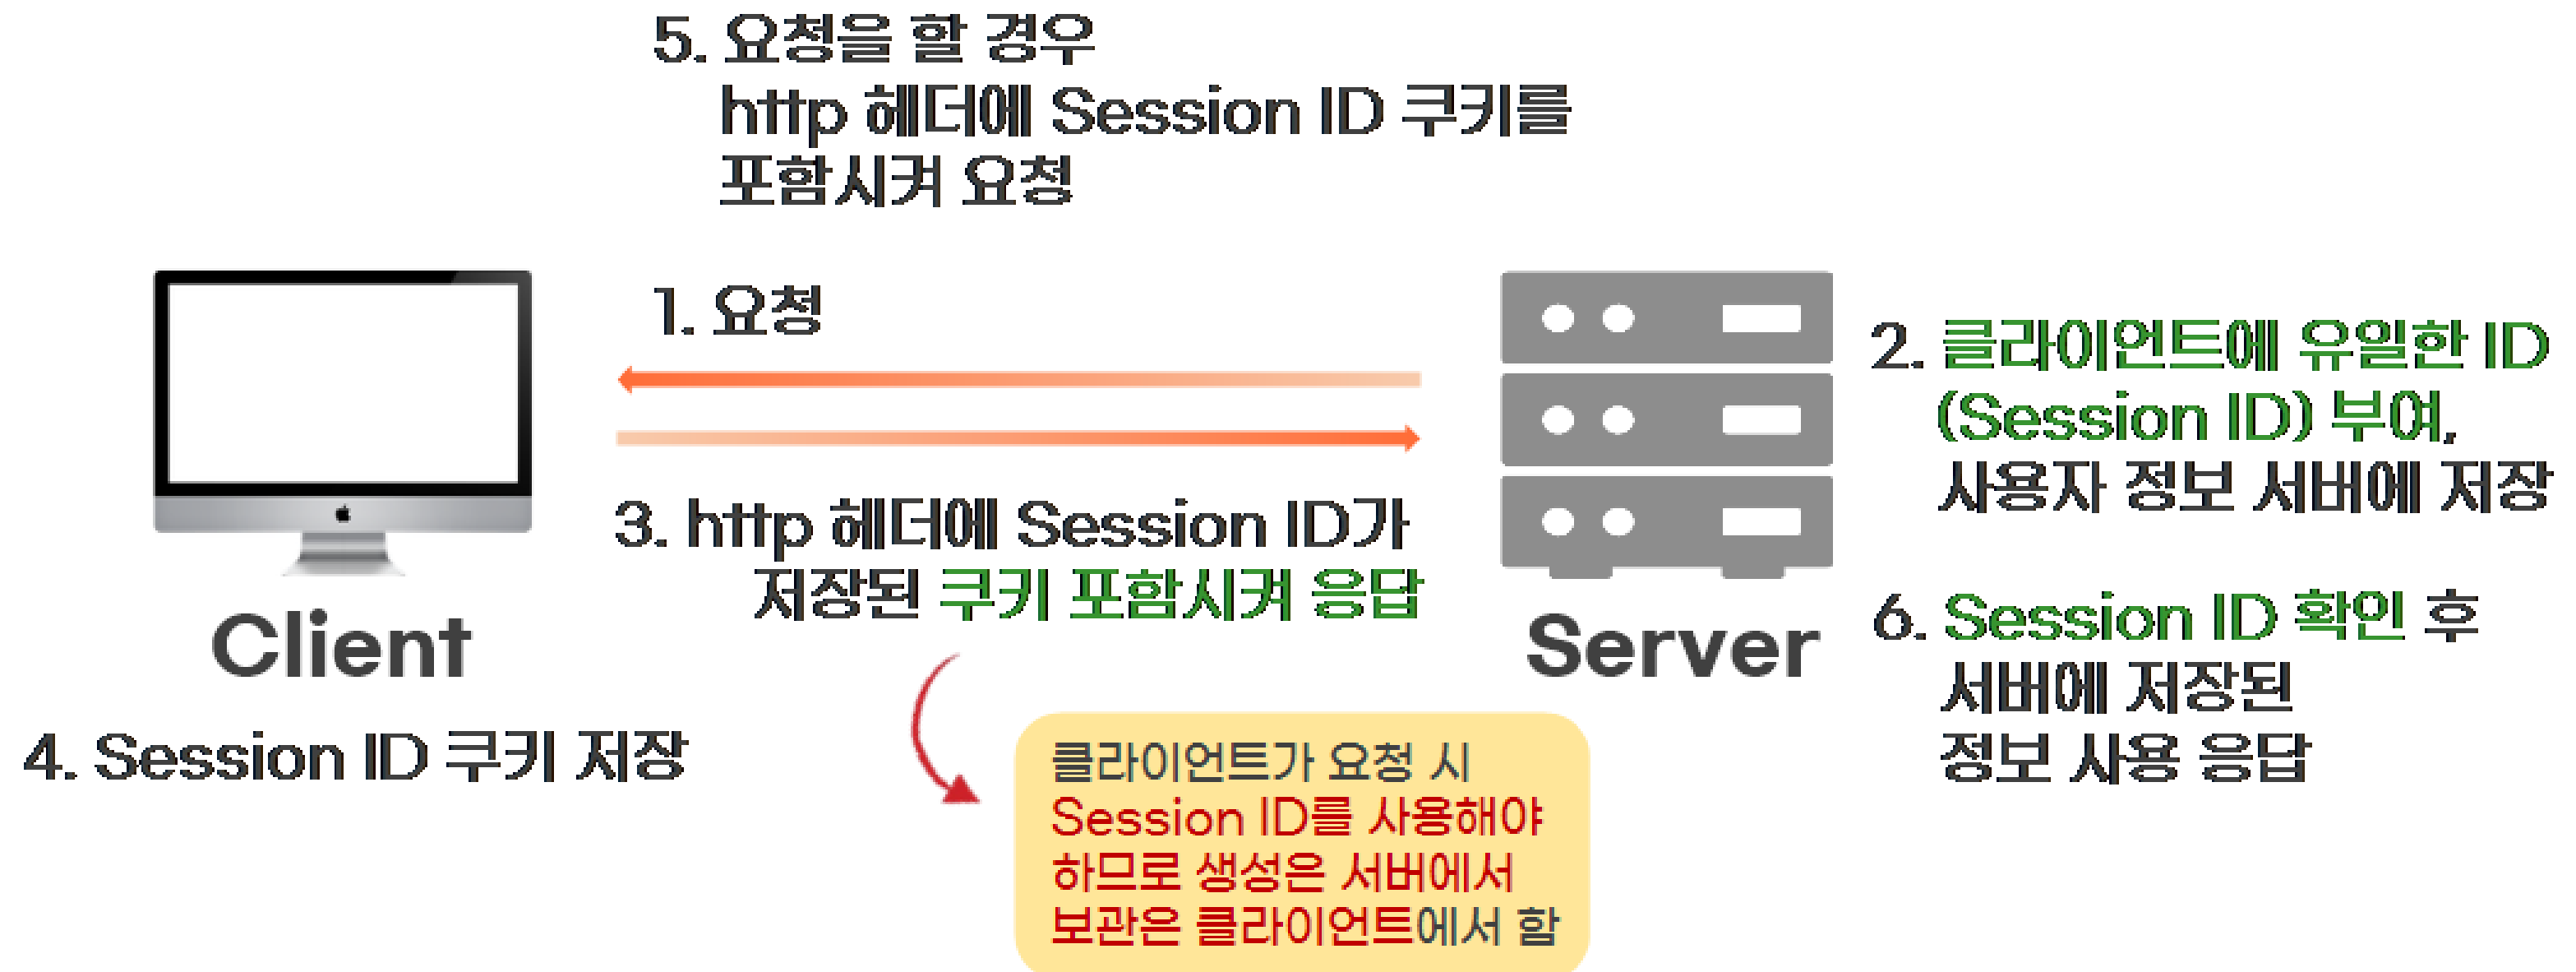 5. 요청을 할 경우
http 헤더에 Session ID 쿠키를
포함시켜 요청
1. 요청
3. http 헤더에 Session ID가
저장된 쿠키 포함시켜 응답
Client
4. Session ID 쿠키 저장
Server
2. 클라이언트에 유일한 ID
(Session ID) 부여,
사용자 정보 서버에 저장
6. Session ID 확인 후
서버에 저장된
정보 사용 응답
클라이언트가 요청 시
Session ID를 사용해야
하므로 생성은 서버에서
보관은 클라이언트에서 함